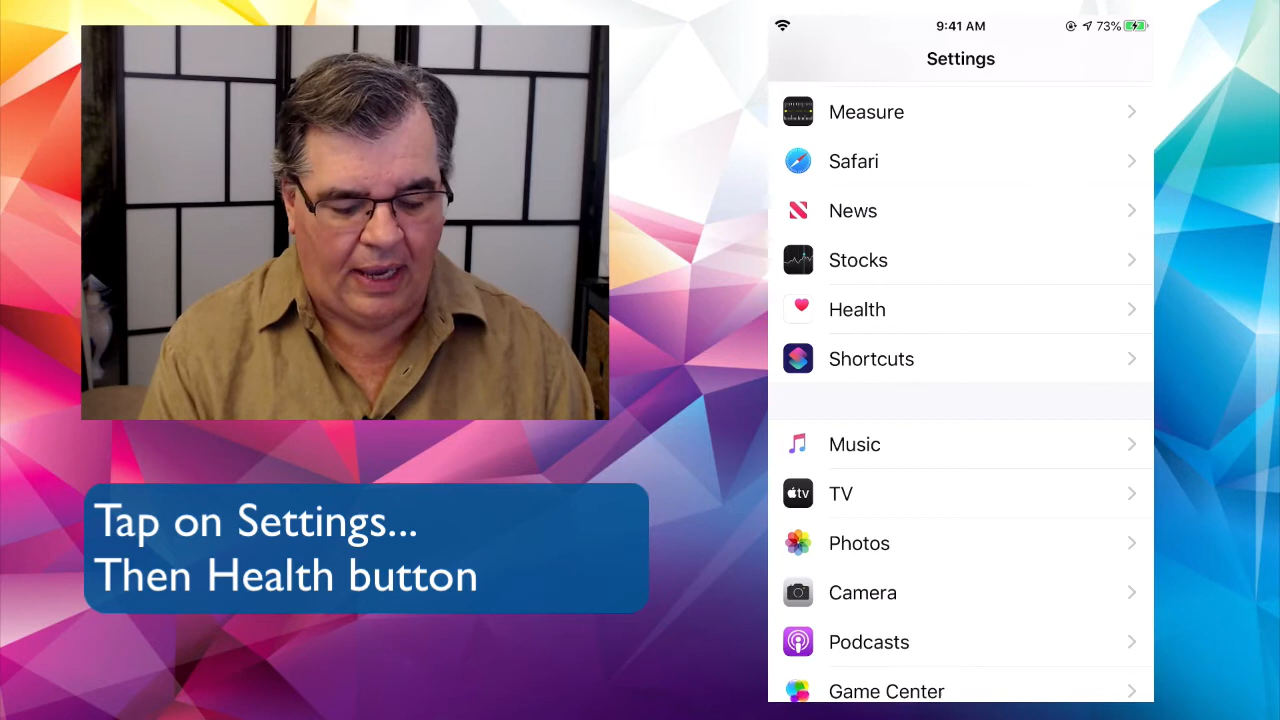 9:41 AM
73%
Settings
Measure
Safari
News
Stocks
Health
Shortcuts
Music
tv
TV
Photos
Camera
Podcasts
Game Center
Tap on Settings...
Then Health button